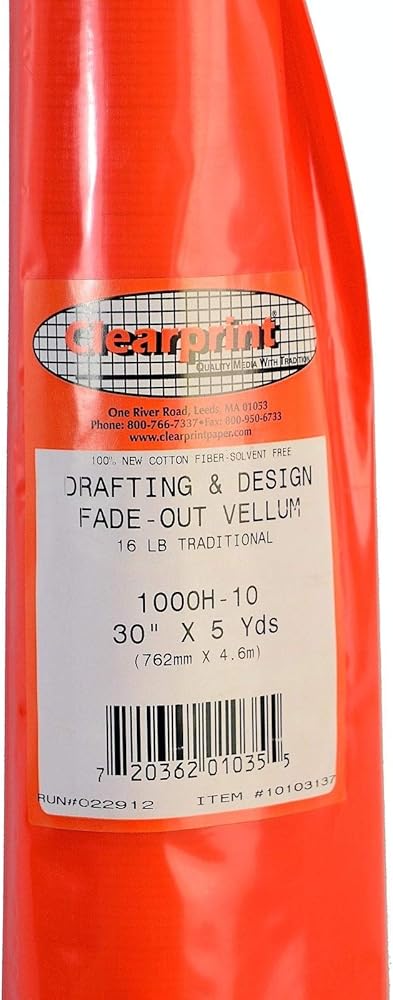 Clearprint®
QUALITY MEDIA WITH TRADITION
One River Road, Leeds, MA 01053
Phone: 800-766-7337•Fax: 800-950-6733
www.clearprintpaper.com
100% NEW COTTON FIBER-SOLVENT FREE
DRAFTING & DESIGN
FADE-OUT VELLUM
16 LB TRADITIONAL
1000H-10
30" X 5 Yds
(762mm X 4.6m)
7 20362 01035 5
RUN#022912 ITEM #10103137